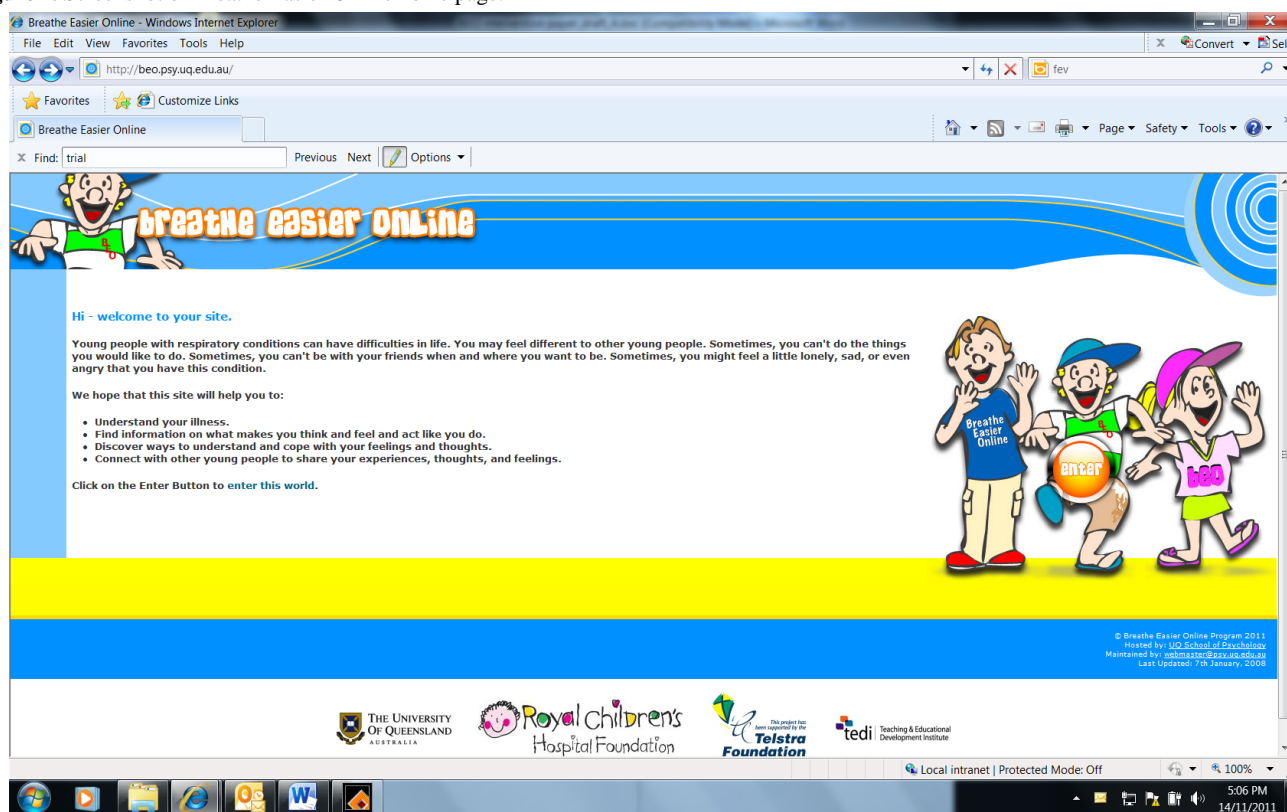 Breathe Easier Online - Windows Internet Explorer
File Edit View Favorites Tools Help
x Convert Sel
http://beo.psy.uq.edu.au/
fev
Favorites Customize Links
Breathe Easier Online
Page Safety Tools
x Find: trial Previous Next Options
breathe easier online
BEO
Hi - welcome to your site.
Young people with respiratory conditions can have difficulties in life. You may feel different to other young people. Sometimes, you can't do the things
you would like to do. Sometimes, you can't be with your friends when and where you want to be. Sometimes, you might feel a little lonely, sad, or even
angry that you have this condition.
We hope that this site will help you to:
• Understand your illness.
• Find information on what makes you think and feel and act like you do.
• Discover ways to understand and cope with your feelings and thoughts.
• Connect with other young people to share your experiences, thoughts, and feelings.
Click on the Enter Button to enter this world.
Breathe
Easier
Online
enter
beo
© Breathe Easier Online Program 2011
Hosted by: UQ School of Psychology
Maintained by: webmaster@psy.uq.edu.au
Last Updated: 7th January, 2008
THE UNIVERSITY
OF QUEENSLAND
AUSTRALIA
Royal Children's
Hospital Foundation
This project has
been supported by the
Telstra
Foundation
tedi Teaching & Educational
Development Institute
Local intranet | Protected Mode: Off 100%
5:06 PM
14/11/2011